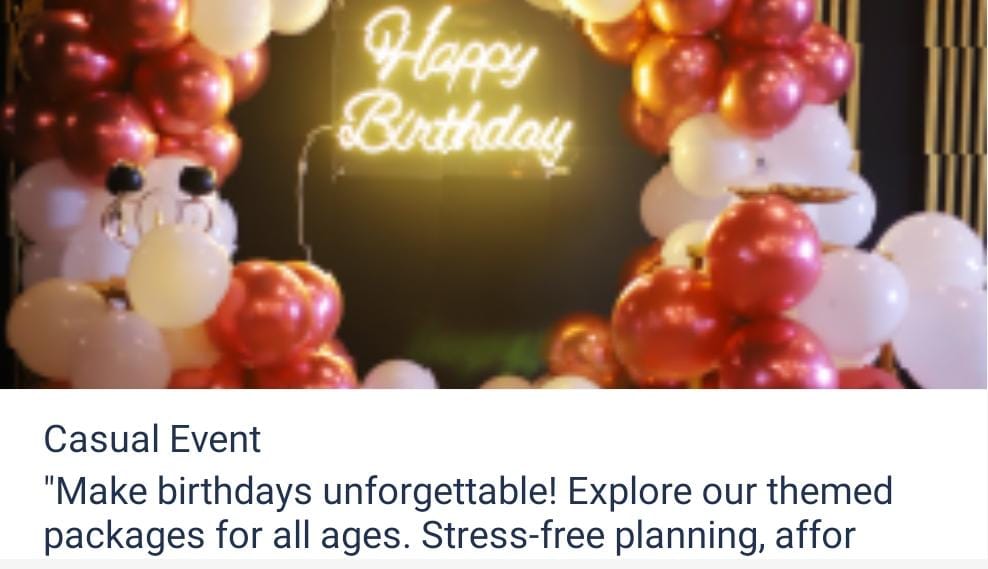 Happy
Birthday
Casual Event
"Make birthdays unforgettable! Explore our themed
packages for all ages. Stress-free planning, affor